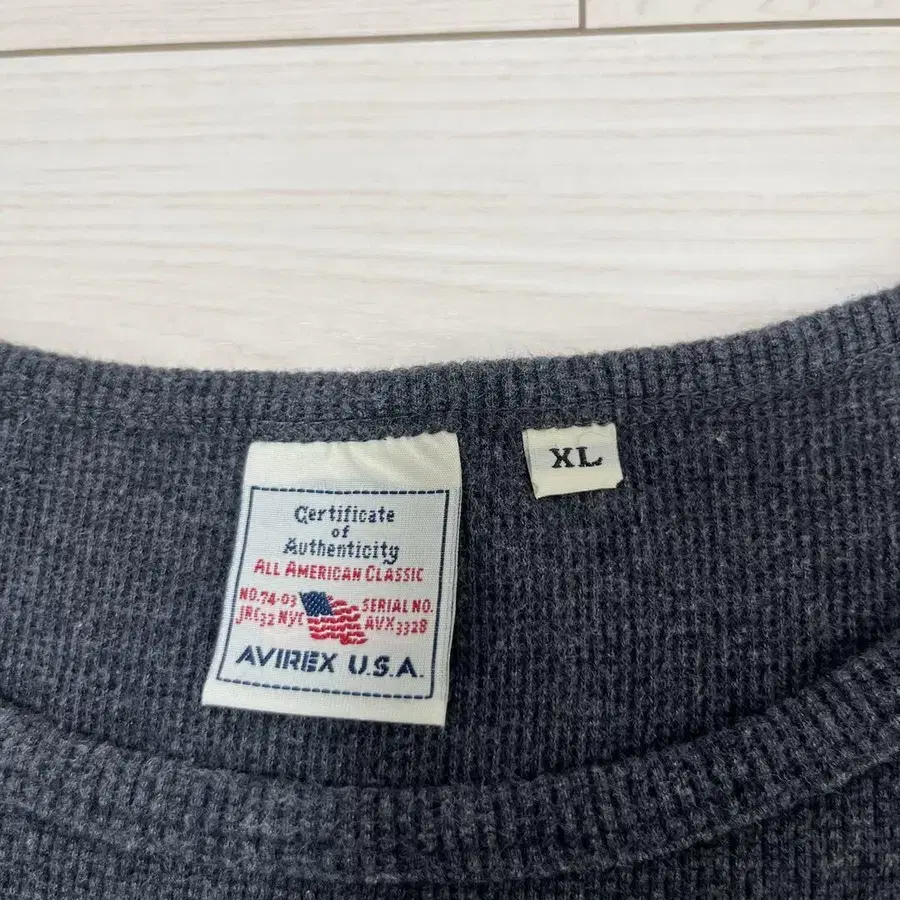 Certificate
of
Authenticity
ALL AMERICAN CLASSIC
NO.74-03 SERIAL NO.
JRC32 NYC AVX3328
AVIREX U.S.A.
XL